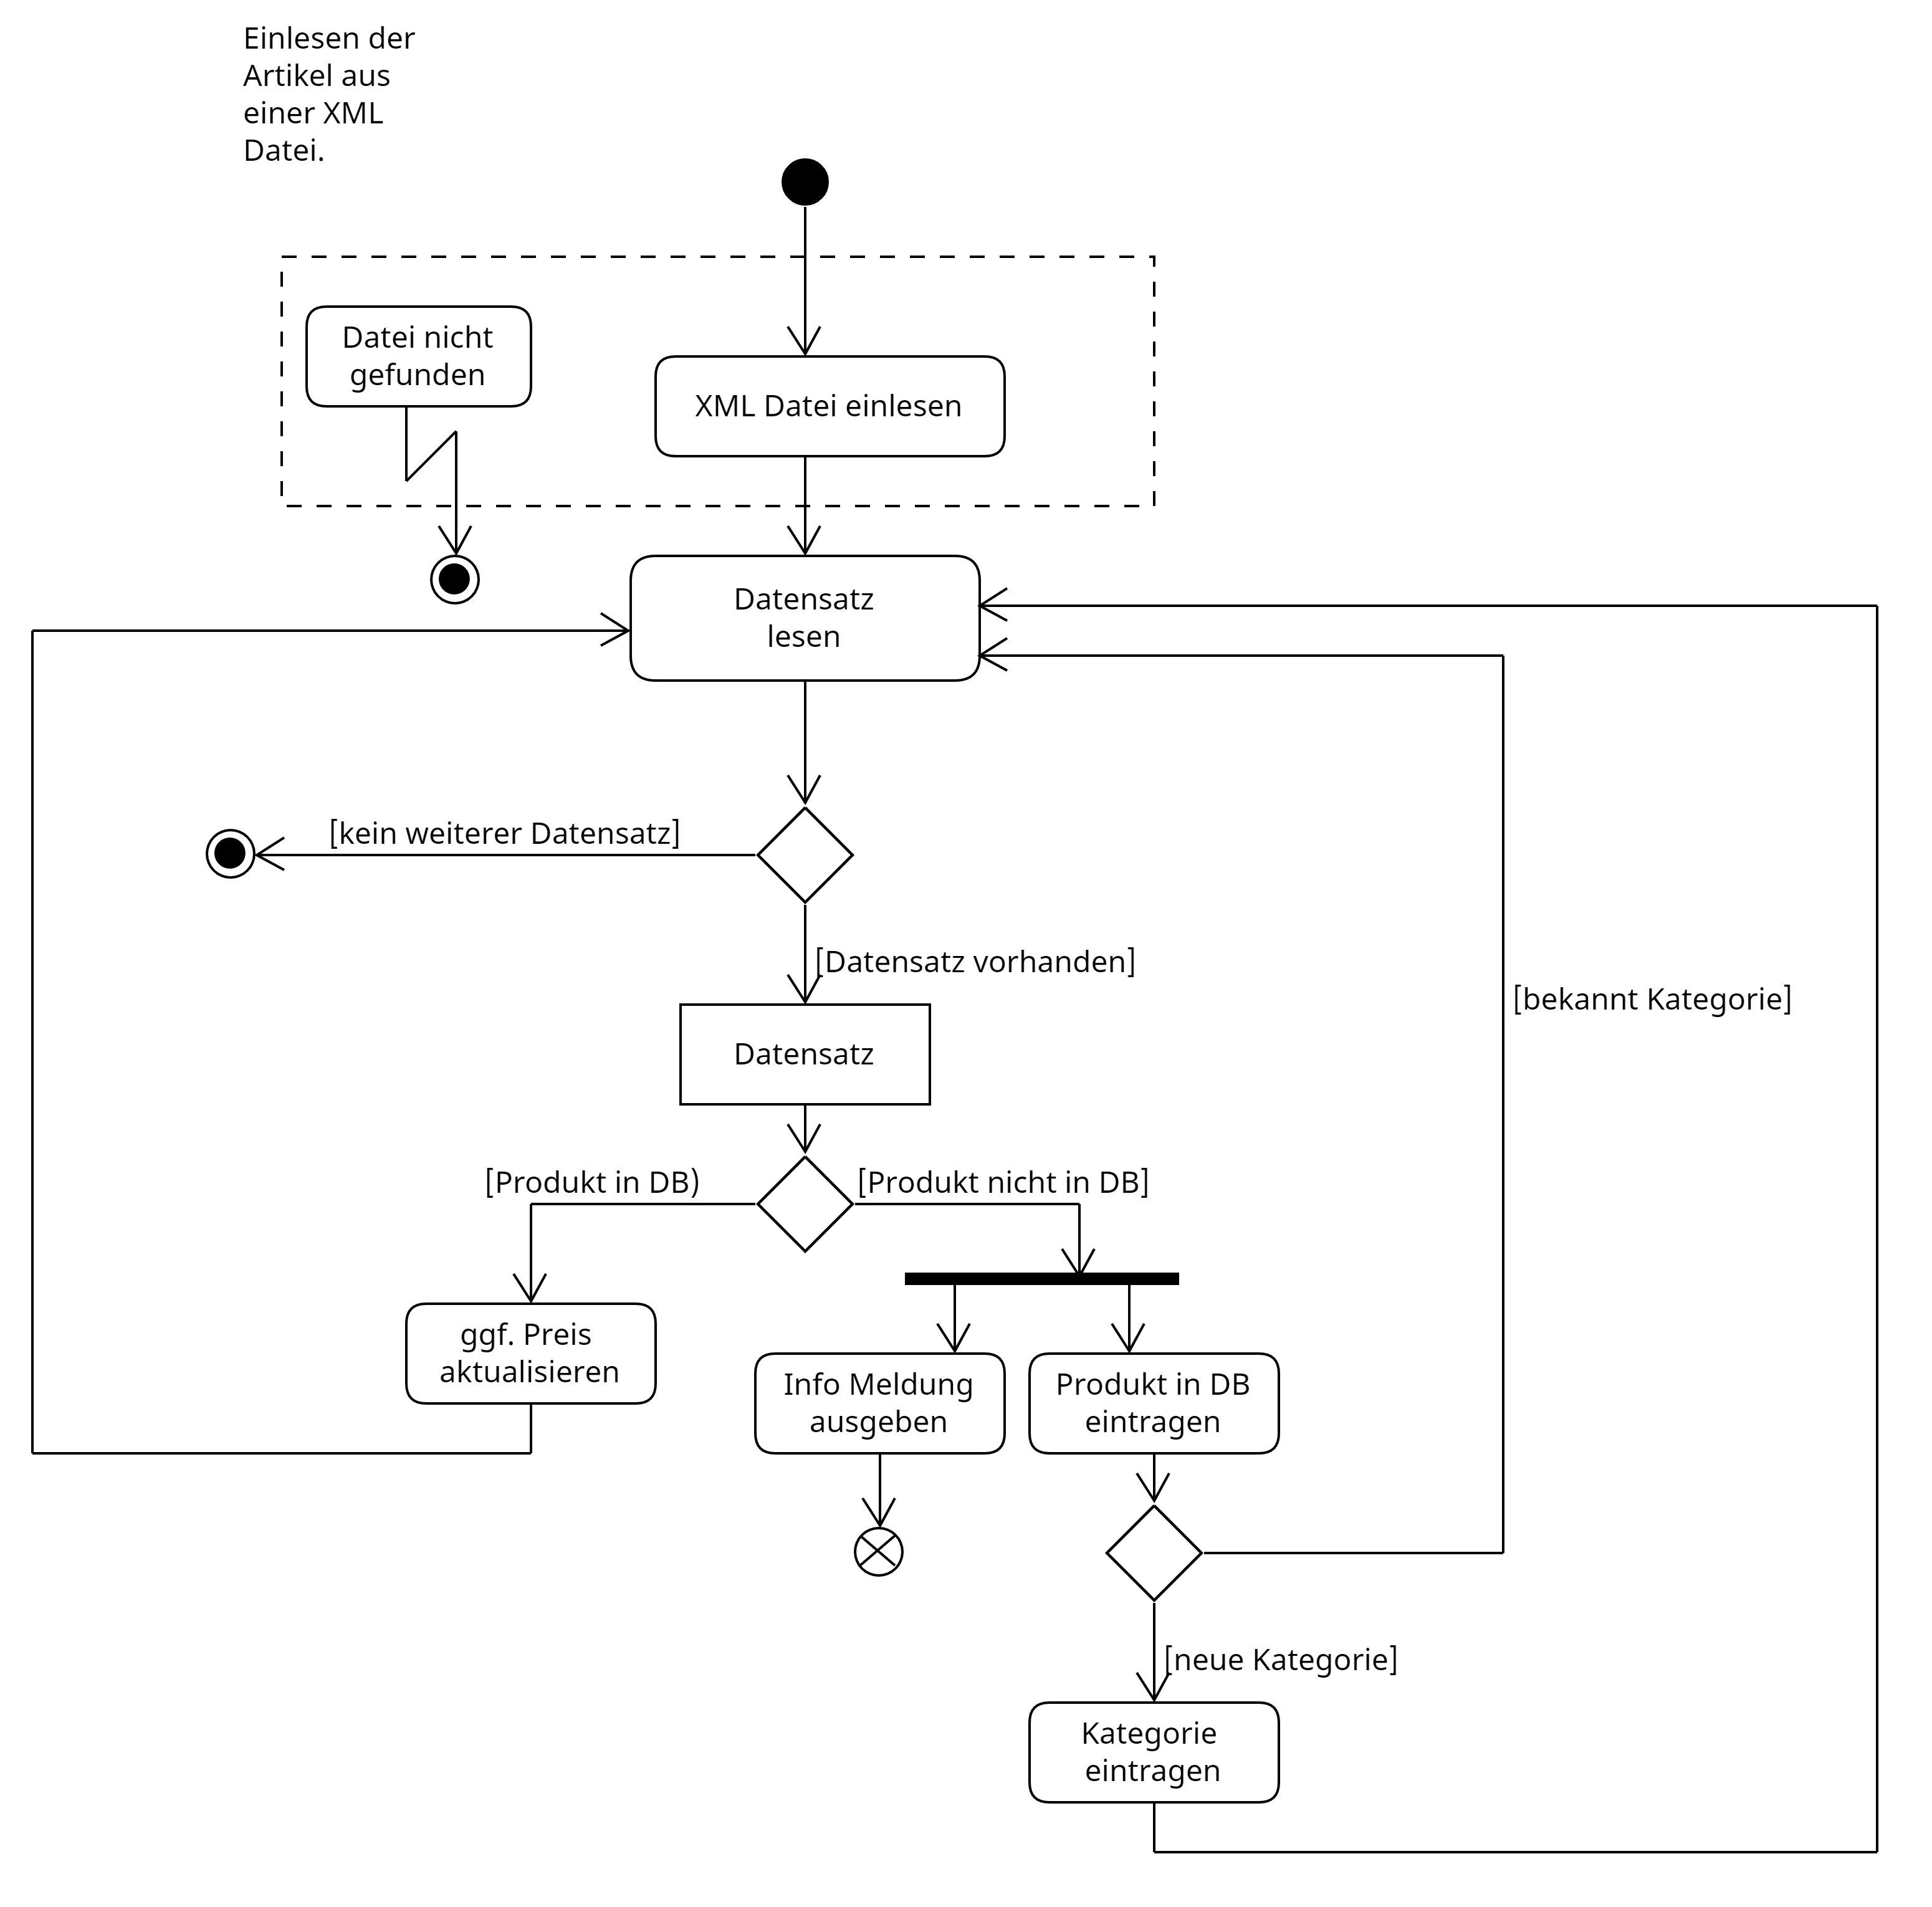 Einlesen der
Artikel aus
einer XML
Datei.
Datei nicht
gefunden
XML Datei einlesen
Datensatz
lesen
[kein weiterer Datensatz]
[Datensatz vorhanden]
[bekannt Kategorie]
Datensatz
[Produkt in DB)
[Produkt nicht in DB]
ggf. Preis
aktualisieren
Info Meldung
ausgeben
Produkt in DB
eintragen
[neue Kategorie]
Kategorie
eintragen